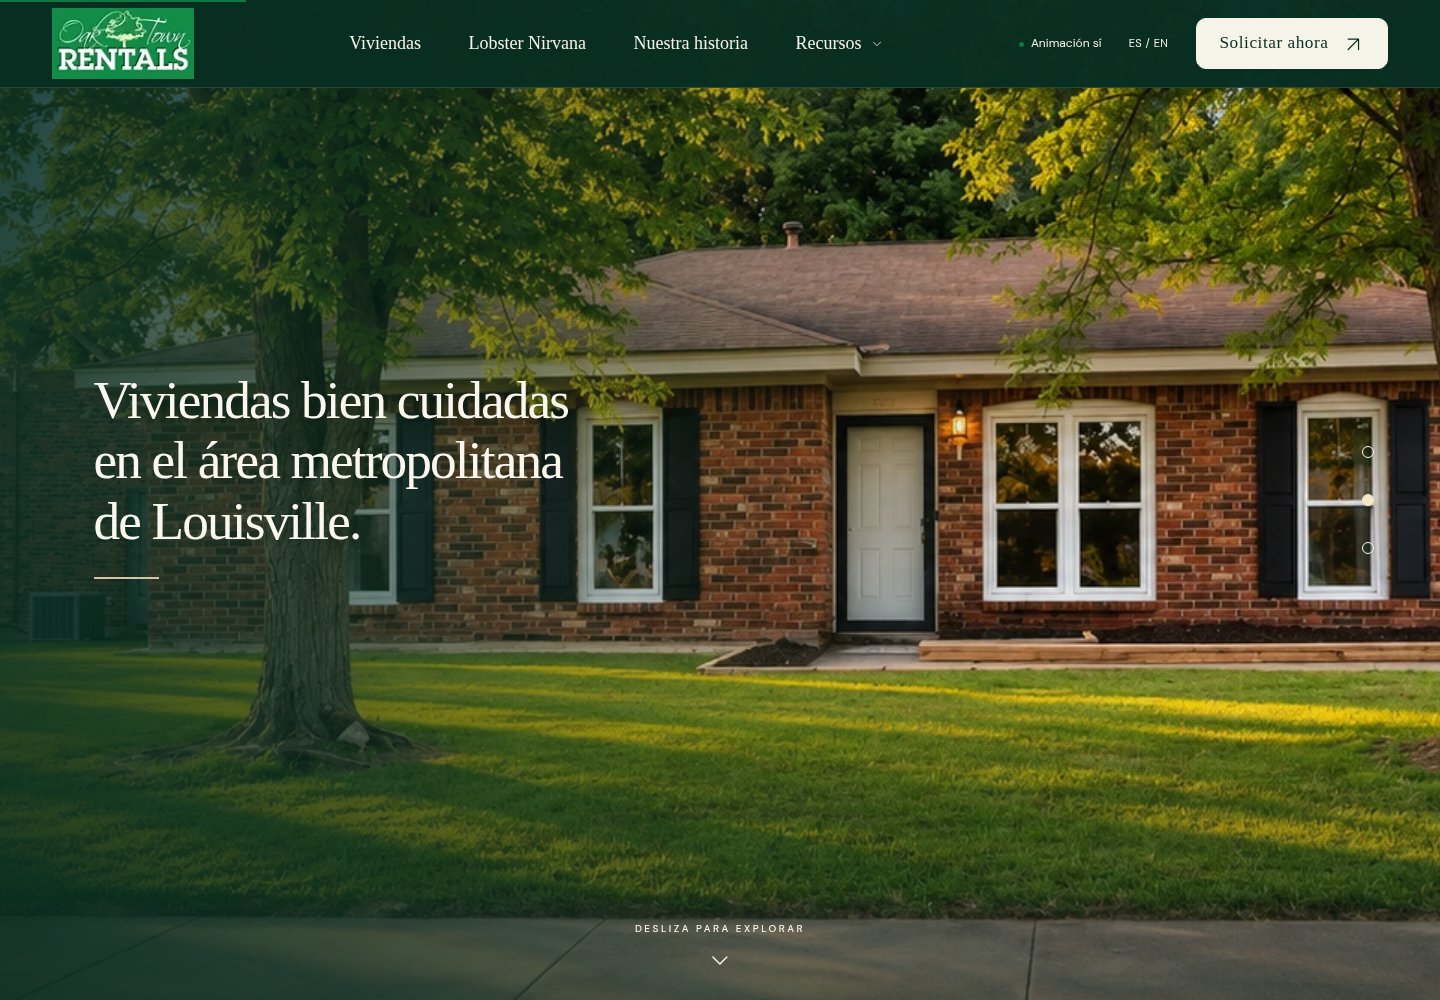 Oak Town
RENTALS
Viviendas
Lobster Nirvana
Nuestra historia
Recursos
Animación sí
ES / EN
Solicitar ahora
Viviendas bien cuidadas
en el área metropolitana
de Louisville.
DESLIZA PARA EXPLORAR